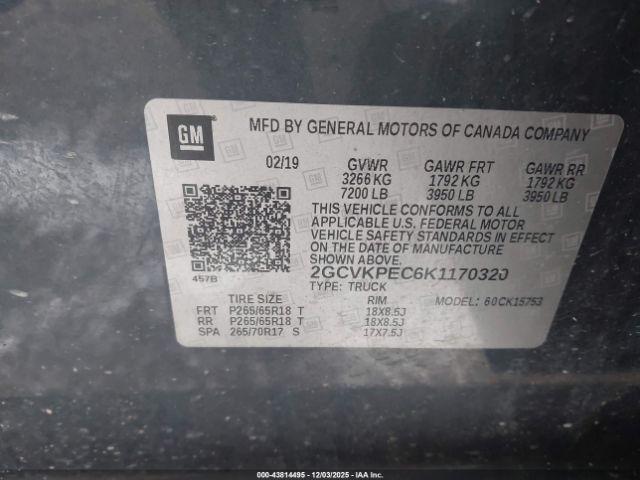 GM
MFD BY GENERAL MOTORS OF CANADA COMPANY
02/19 GVWR GAWR FRT GAWR RR
3266 KG 1792 KG 1792 KG
7200 LB 3950 LB 3950 LB
THIS VEHICLE CONFORMS TO ALL
APPLICABLE U.S. FEDERAL MOTOR
VEHICLE SAFETY STANDARDS IN EFFECT
ON THE DATE OF MANUFACTURE
SHOWN ABOVE.
2GCVKPEC6K1170320
457B
TYPE: TRUCK
TIRE SIZE RIM MODEL: 60CK15753
FRT P265/65R18 T 18X8.5J
RR P265/65R18 T 18X8.5J
SPA 265/70R17 S 17X7.5J
000-43814495 - 12/03/2025 - IAA Inc.